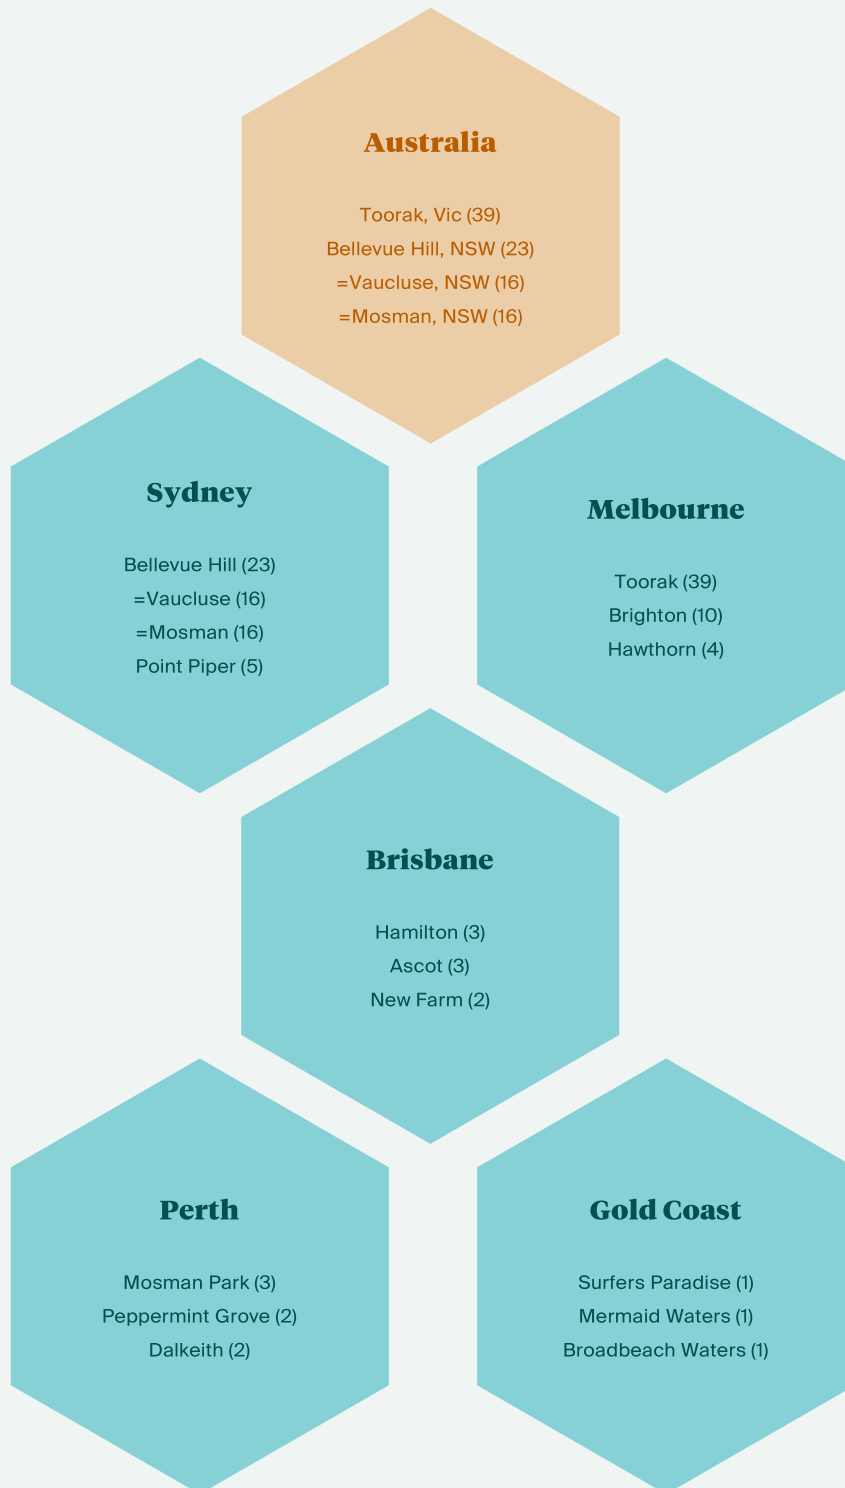 Australia
Toorak, Vic (39)
Bellevue Hill, NSW (23)
=Vaucluse, NSW (16)
=Mosman, NSW (16)
Sydney
Bellevue Hill (23)
=Vaucluse (16)
=Mosman (16)
Point Piper (5)
Melbourne
Toorak (39)
Brighton (10)
Hawthorn (4)
Brisbane
Hamilton (3)
Ascot (3)
New Farm (2)
Perth
Mosman Park (3)
Peppermint Grove (2)
Dalkeith (2)
Gold Coast
Surfers Paradise (1)
Mermaid Waters (1)
Broadbeach Waters (1)